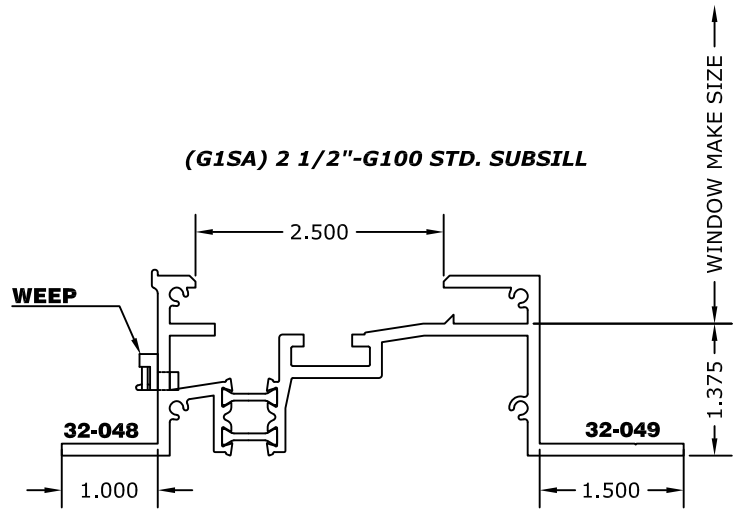 WINDOW MAKE SIZE
(G1SA) 2 1/2"-G100 STD. SUBSILL
2.500
WEEP
1.375
32-048
32-049
1.000
1.500